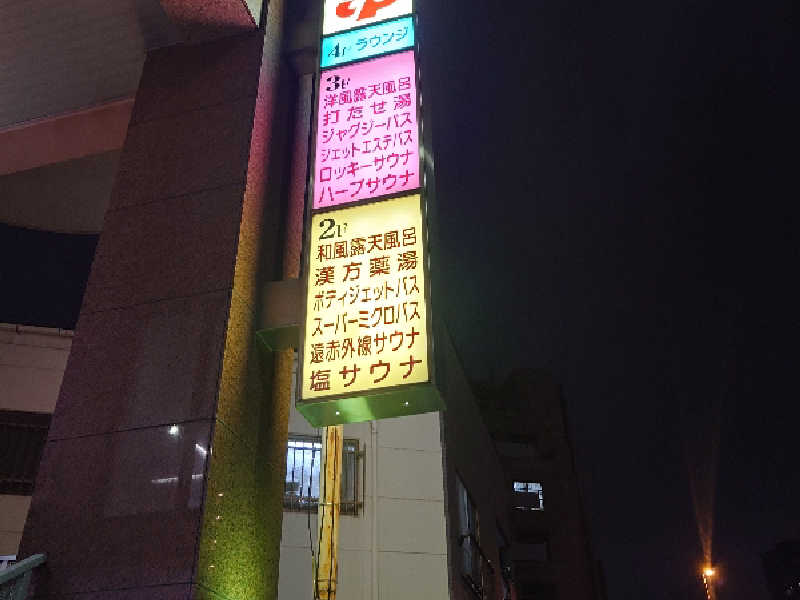 4F ラウンジ
3F
洋風露天風呂
打たせ湯
ジャグジーバス
ジェットエステバス
ロッキーサウナ
ハーブサウナ
2F
和風露天風呂
漢方薬湯
ボディジェットバス
スーパーミクロバス
遠赤外線サウナ
塩サウナ